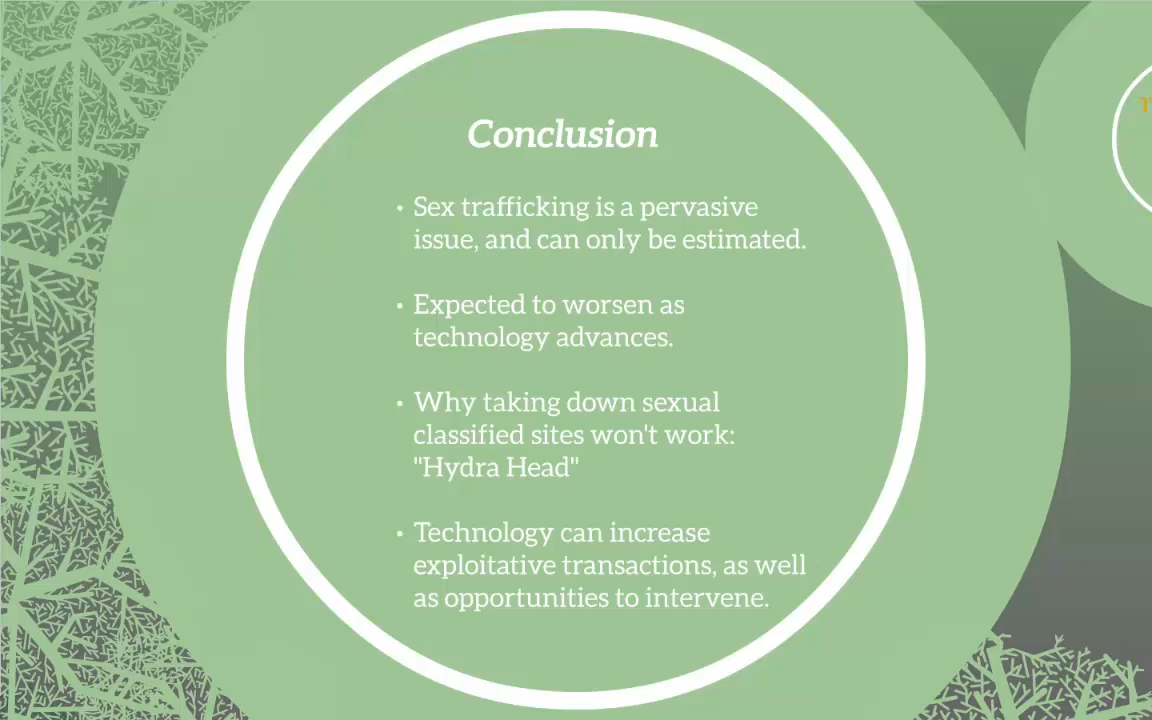 Conclusion
• Sex trafficking is a pervasive
issue, and can only be estimated.
• Expected to worsen as
technology advances.
• Why taking down sexual
classified sites won't work:
"Hydra Head"
• Technology can increase
exploitative transactions, as well
as opportunities to intervene.